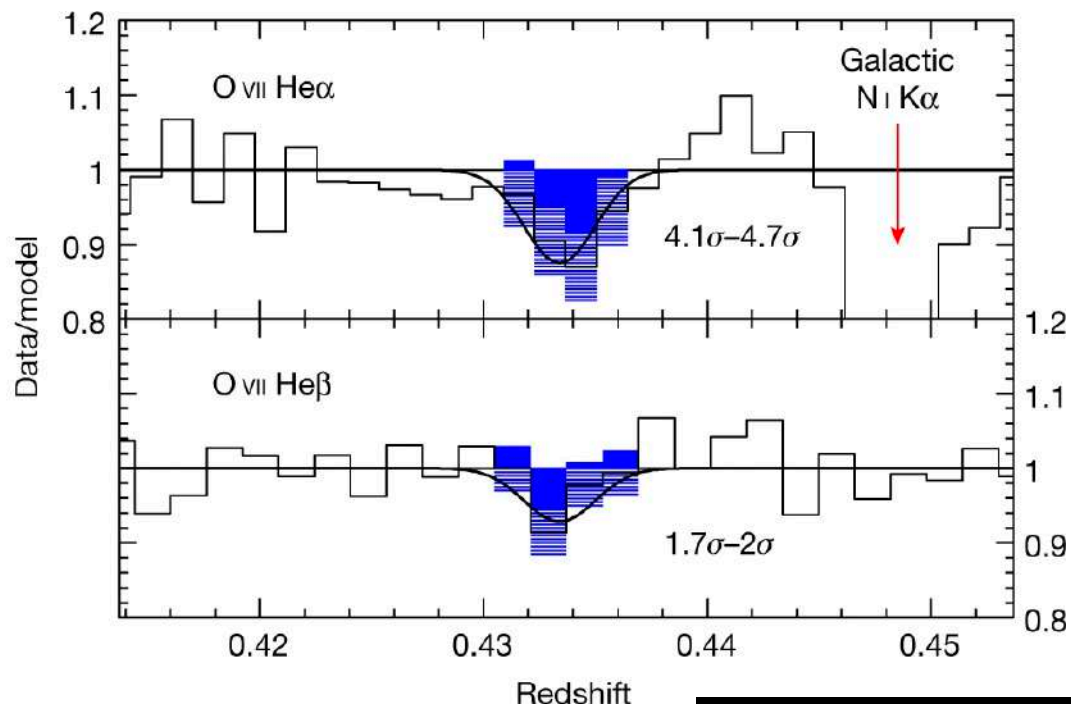 1.2
1.1
1
0.9
0.8
O VII Heα
Galactic
N I Kα
4.1σ–4.7σ
1.2
1.1
1
0.9
0.8
O VII Heβ
1.7σ–2σ
0.42
0.43
0.44
0.45
Redshift
Data/model